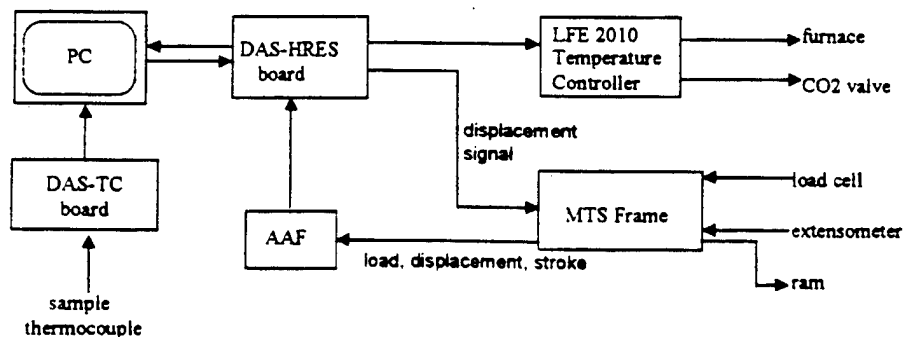 PC
DAS-HRES
board
LFE 2010
Temperature
Controller
furnace
CO2 valve
displacement
signal
DAS-TC
board
AAF
MTS Frame
load cell
extensometer
ram
load, displacement, stroke
sample
thermocouple